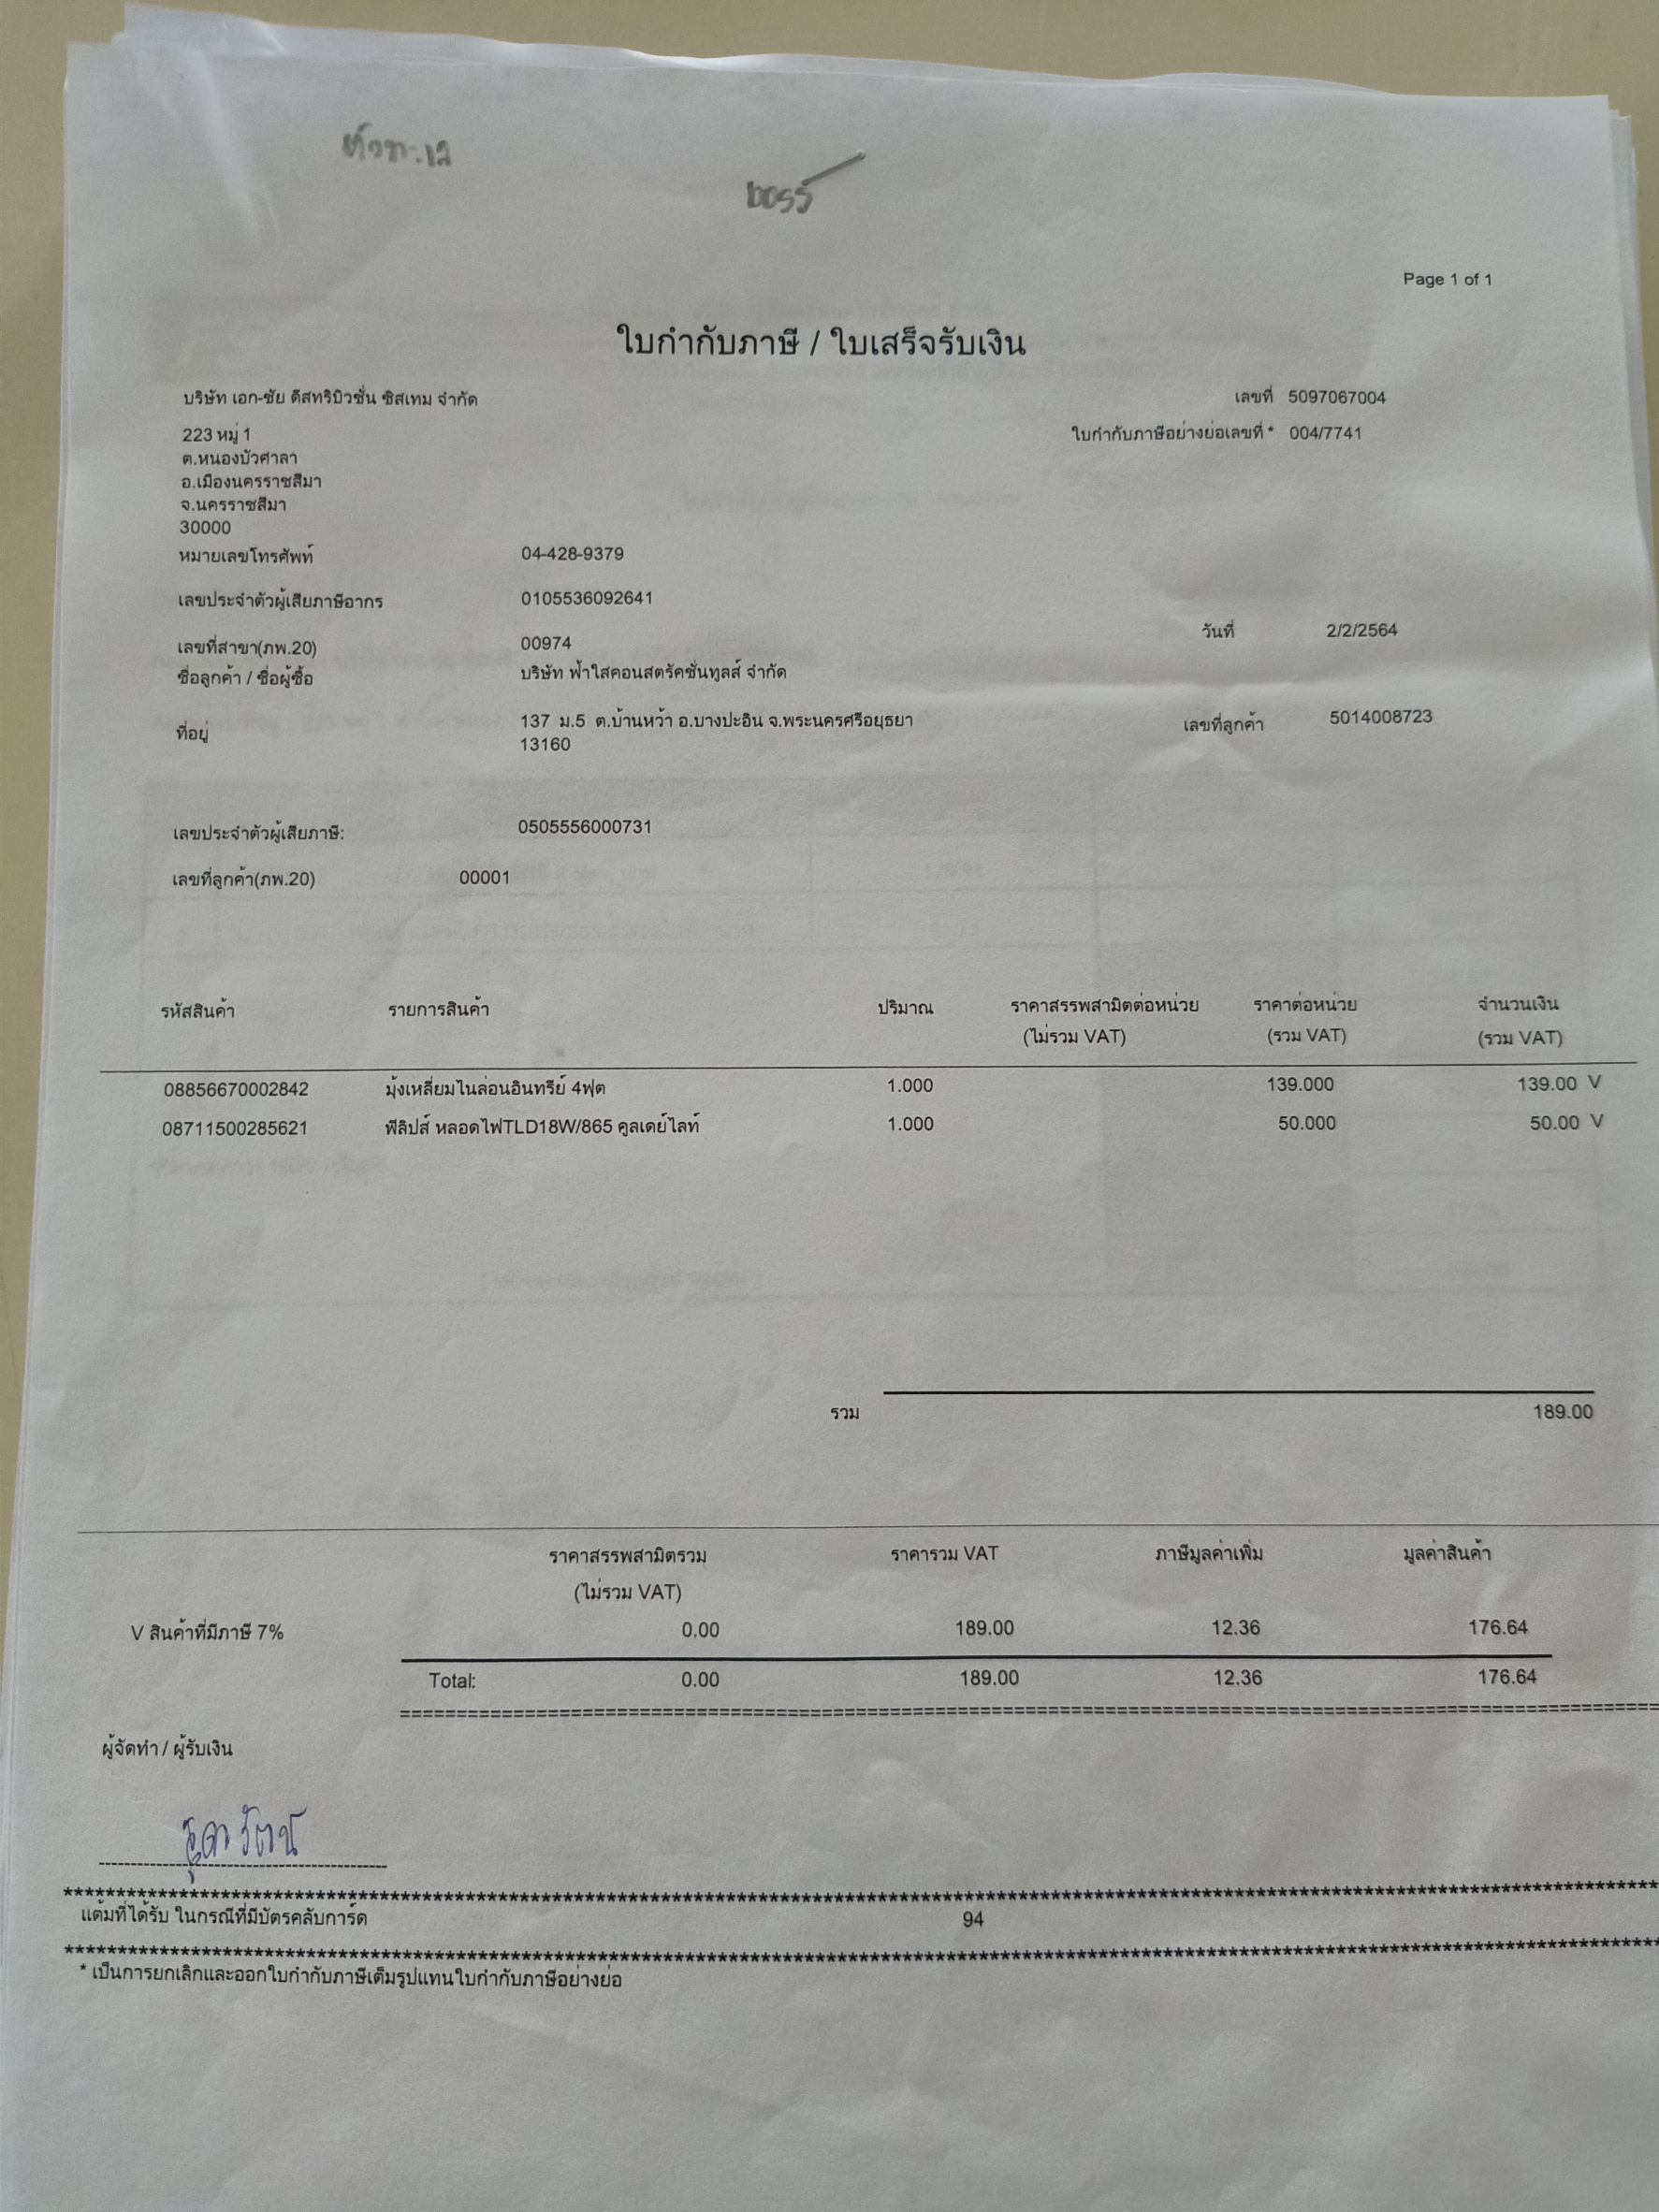 boss
Page 1 of 1
ใบกำกับภาษี / ใบเสร็จรับเงิน
บริษัท เอก-ชัย ดีสทริบิวชั่น ซิสเทม จำกัด
เลขที่ 5097067004
223 หมู่ 1
ใบกำกับภาษีอย่างย่อเลขที่ * 004/7741
ต.หนองบัวศาลา
อ.เมืองนครราชสีมา
จ.นครราชสีมา
30000
หมายเลขโทรศัพท์ 04-428-9379
เลขประจำตัวผู้เสียภาษีอากร 0105536092641
เลขที่สาขา(ภพ.20) 00974 วันที่ 2/2/2564
ชื่อลูกค้า / ชื่อผู้ซื้อ บริษัท ฟ้าใสคอนสตรัคชั่นทูลส์ จำกัด
ที่อยู่ 137 ม.5 ต.บ้านหว้า อ.บางปะอิน จ.พระนครศรีอยุธยา เลขที่ลูกค้า 5014008723
13160
เลขประจำตัวผู้เสียภาษี: 0505556000731
เลขที่ลูกค้า(ภพ.20) 00001
รหัสสินค้า รายการสินค้า ปริมาณ ราคาสรรพสามิตต่อหน่วย ราคาต่อหน่วย จำนวนเงิน
(ไม่รวม VAT) (รวม VAT) (รวม VAT)
08856670002842 มุ้งเหลี่ยมไนล่อนอินทรีย์ 4ฟุต 1.000 139.000 139.00 V
08711500285621 ฟิลิปส์ หลอดไฟTLD18W/865 คูลเดย์ไลท์ 1.000 50.000 50.00 V
รวม 189.00
ราคาสรรพสามิตรวม ราคารวม VAT ภาษีมูลค่าเพิ่ม มูลค่าสินค้า
(ไม่รวม VAT)
V สินค้าที่มีภาษี 7% 0.00 189.00 12.36 176.64
Total: 0.00 189.00 12.36 176.64
ผู้จัดทำ / ผู้รับเงิน
แต้มที่ได้รับ ในกรณีที่มีบัตรคลับการ์ด 94
* เป็นการยกเลิกและออกใบกำกับภาษีเต็มรูปแทนใบกำกับภาษีอย่างย่อ